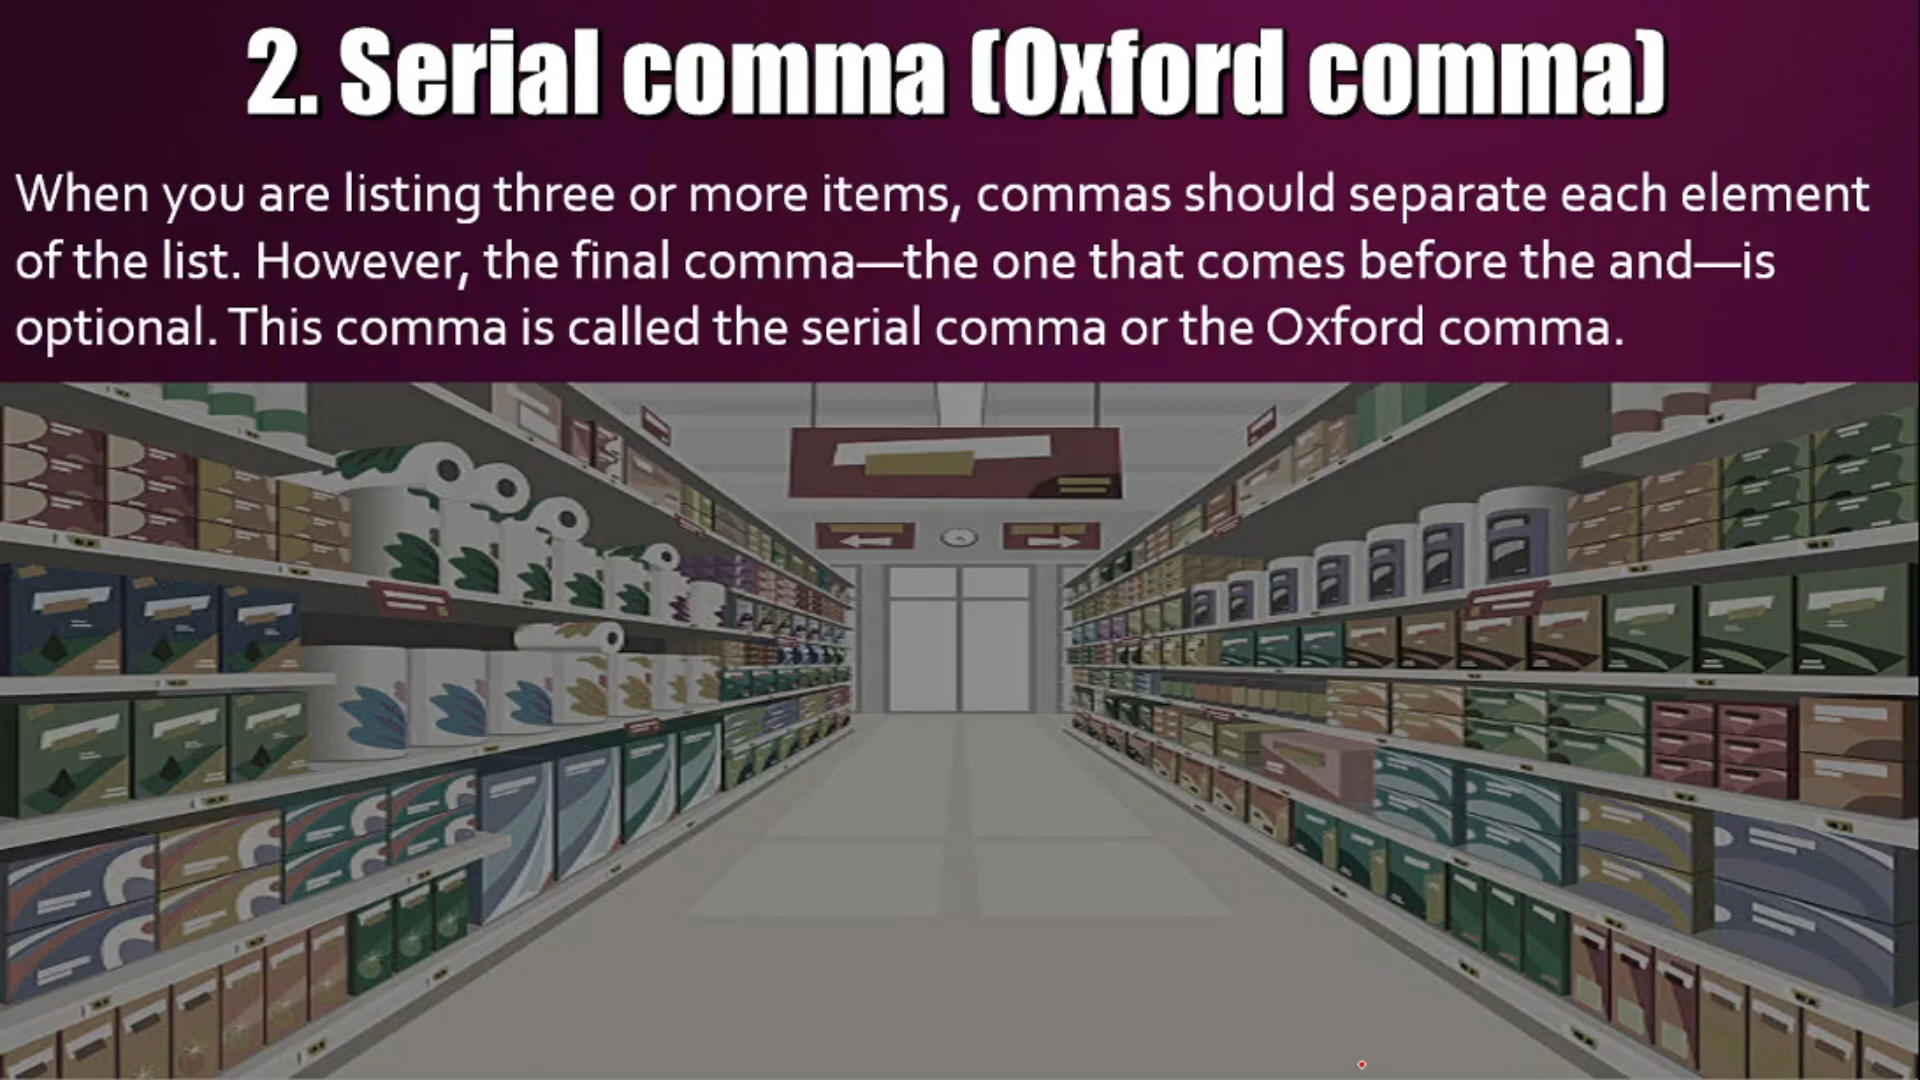 2. Serial comma (Oxford comma)
When you are listing three or more items, commas should separate each element
of the list. However, the final comma—the one that comes before the and—is
optional. This comma is called the serial comma or the Oxford comma.